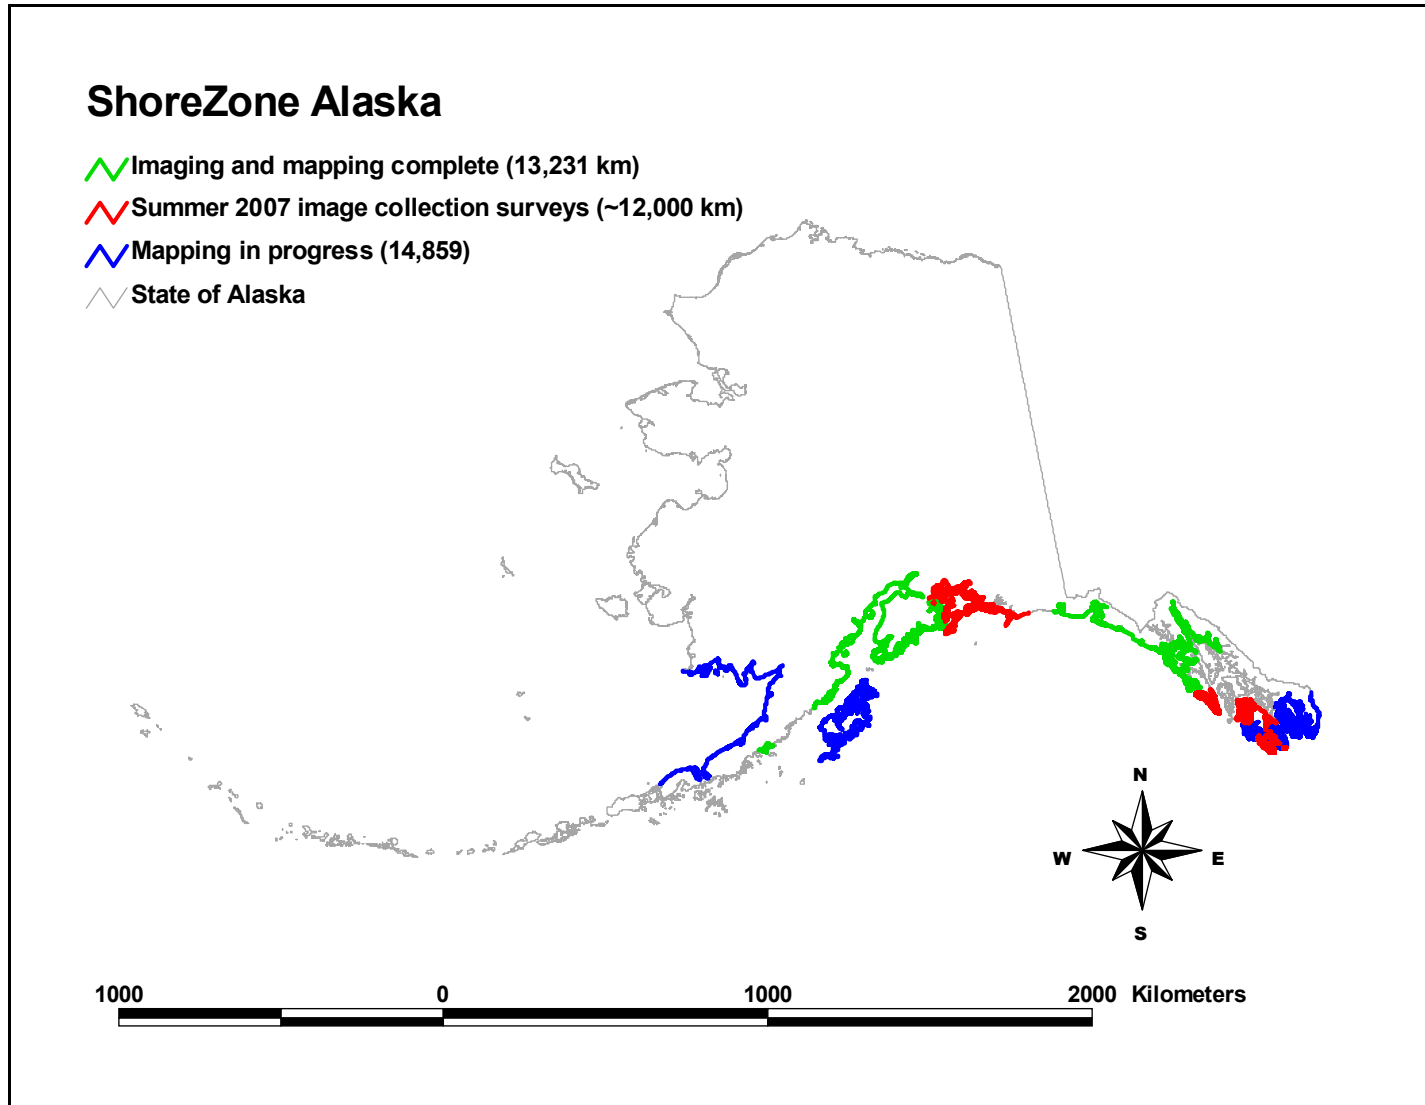 ShoreZone Alaska
Imaging and mapping complete (13,231 km)
Summer 2007 image collection surveys (~12,000 km)
Mapping in progress (14,859)
State of Alaska
N
W E
S
1000 0 1000 2000 Kilometers